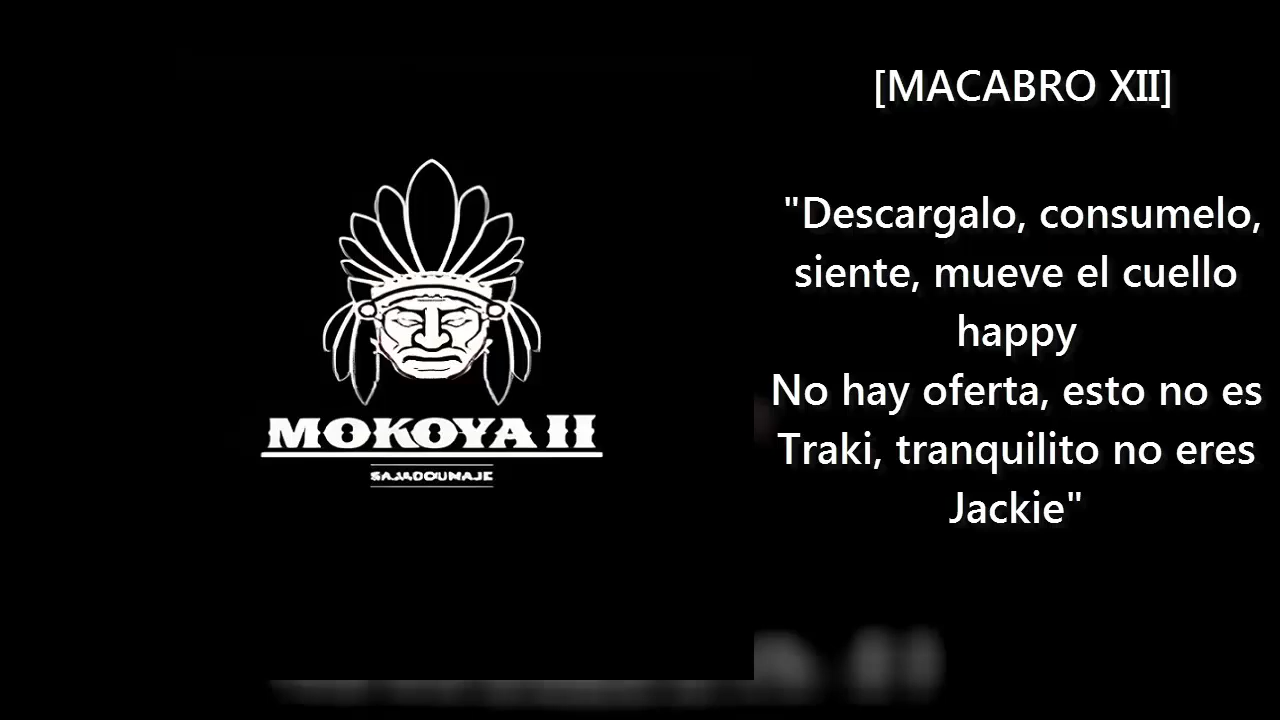 MOKOYA II
[MACABRO XII]
"Descargalo, consumelo,
siente, mueve el cuello
happy
No hay oferta, esto no es
Traki, tranquilito no eres
Jackie"